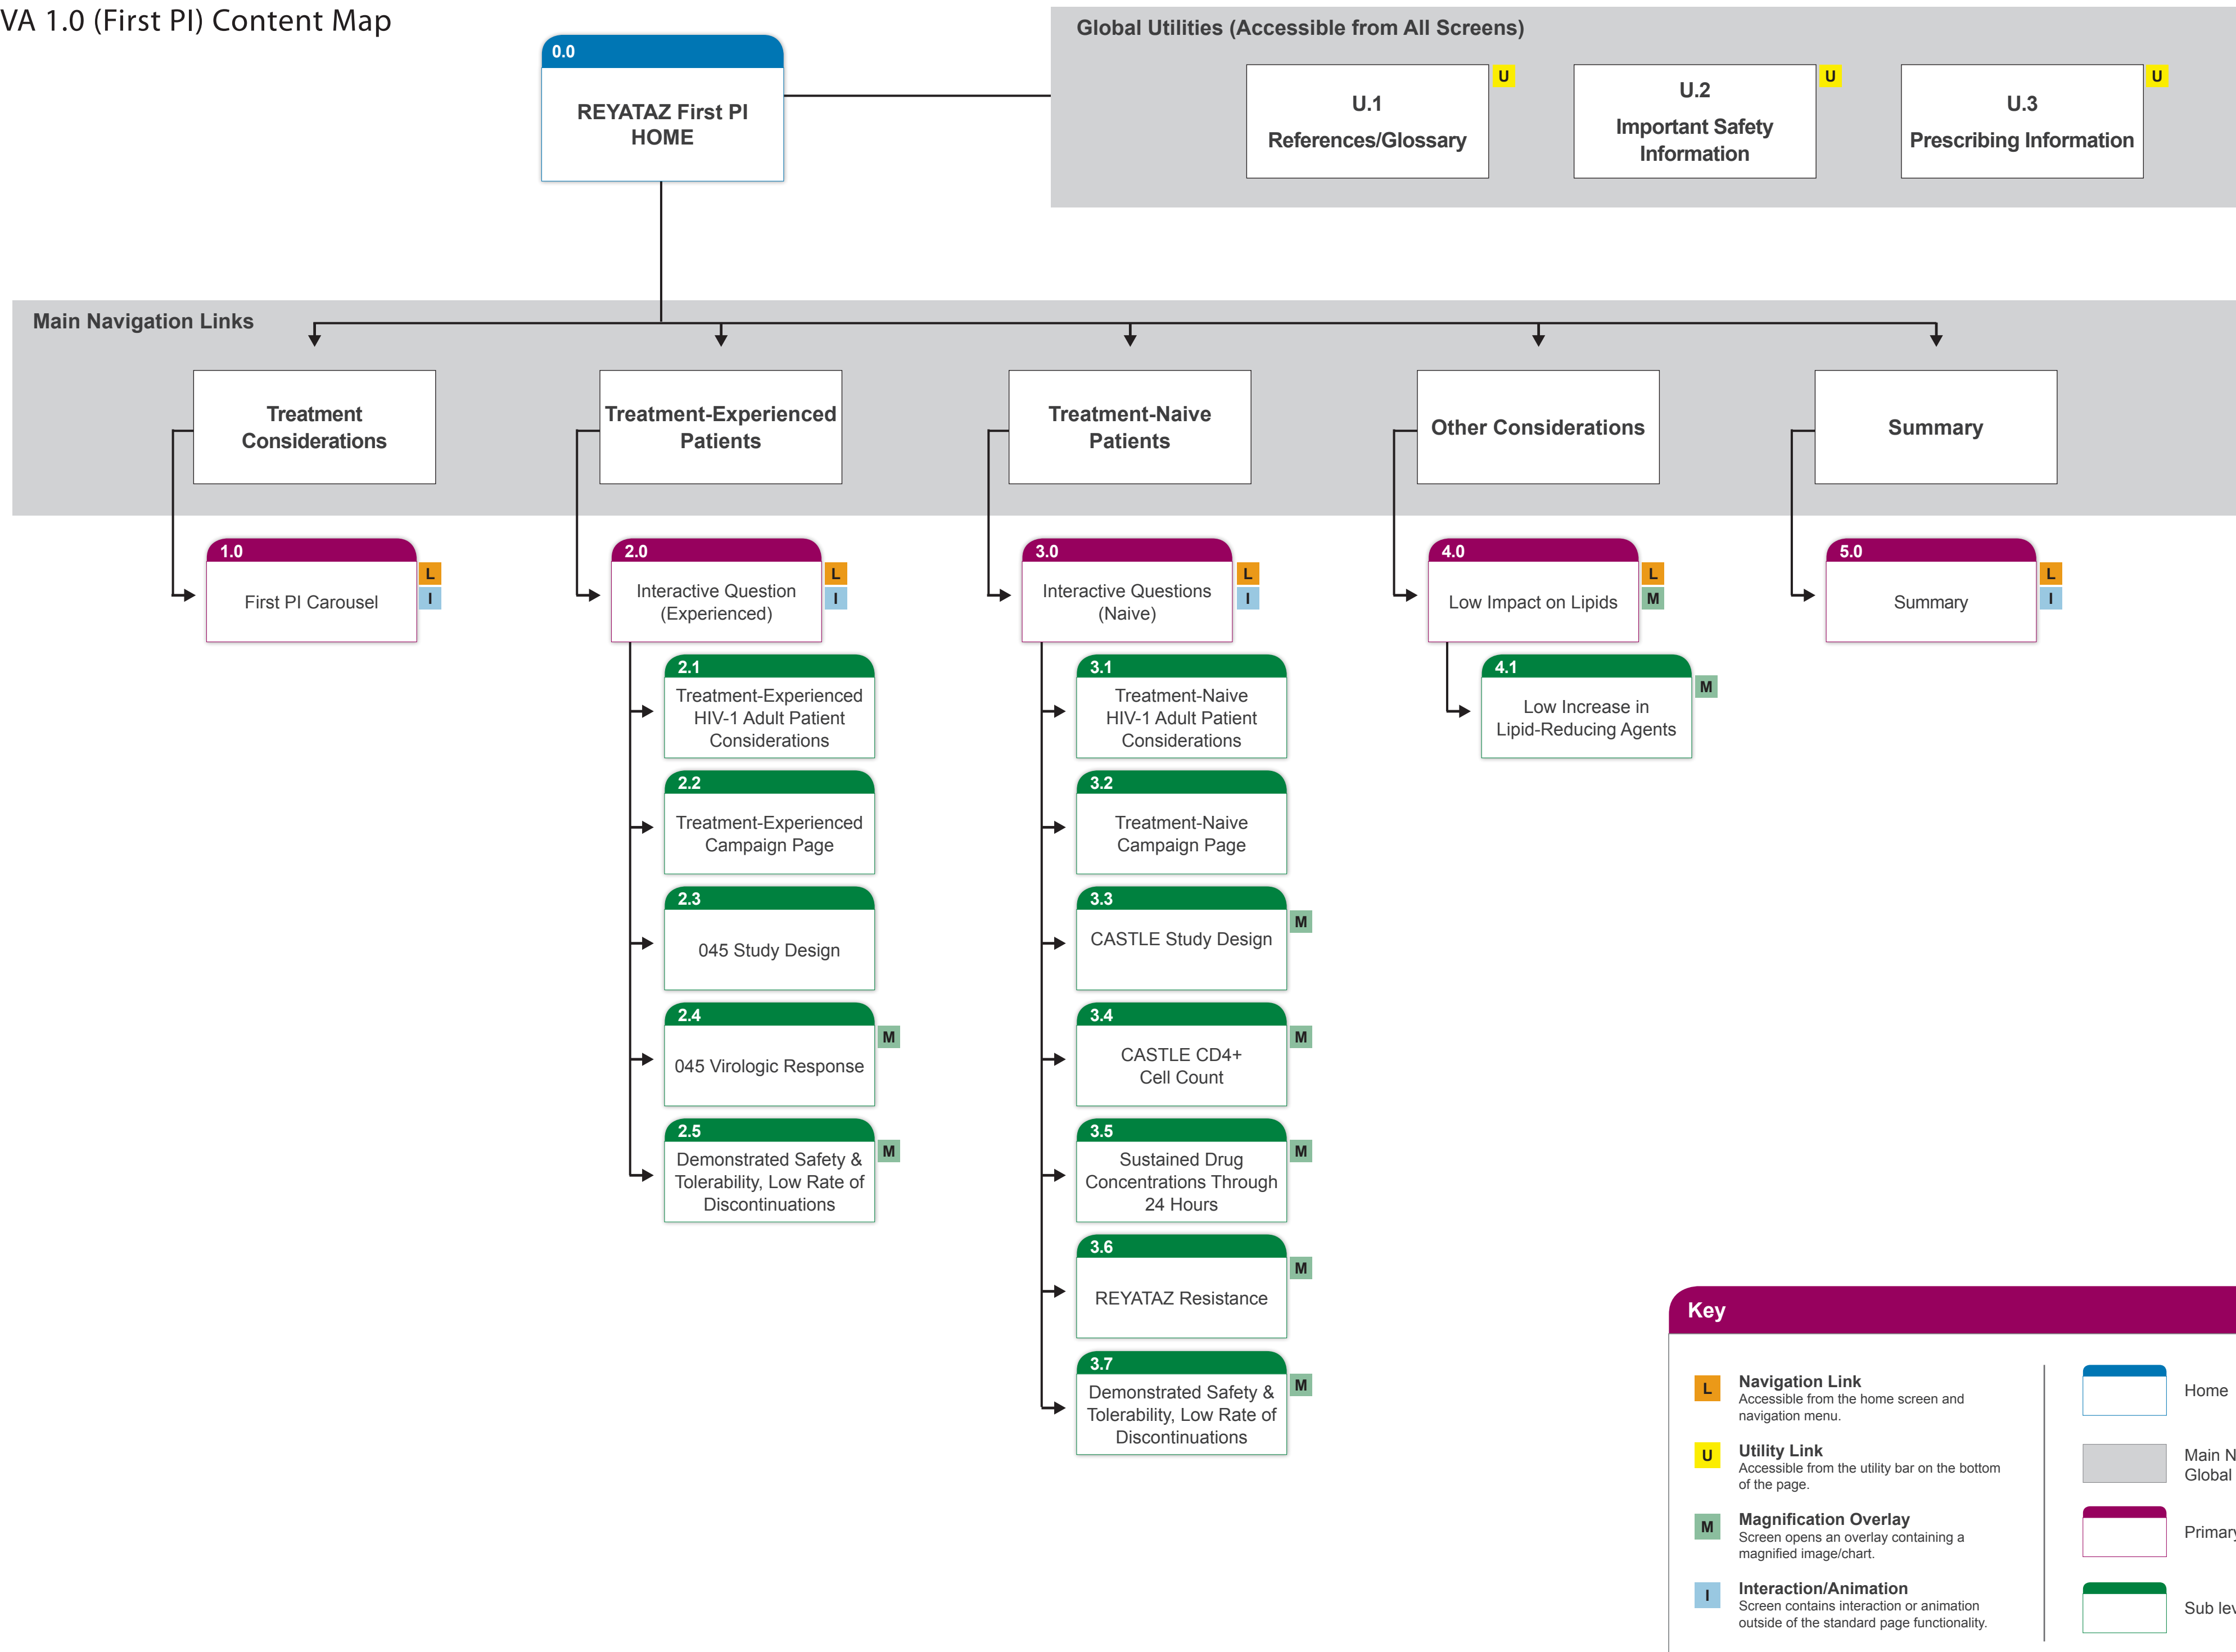 VA 1.0 (First PI) Content Map
0.0
REYATAZ First PI
HOME
Global Utilities (Accessible from All Screens)
U.1
References/Glossary
U
U.2
Important Safety
Information
U
U.3
Prescribing Information
U
Main Navigation Links
Treatment
Considerations
Treatment-Experienced
Patients
Treatment-Naive
Patients
Other Considerations
Summary
1.0
First PI Carousel
L
I
2.0
Interactive Question
(Experienced)
L
I
2.1
Treatment-Experienced
HIV-1 Adult Patient
Considerations
2.2
Treatment-Experienced
Campaign Page
2.3
045 Study Design
2.4
045 Virologic Response
M
2.5
Demonstrated Safety &
Tolerability, Low Rate of
Discontinuations
M
3.0
Interactive Questions
(Naive)
L
I
3.1
Treatment-Naive
HIV-1 Adult Patient
Considerations
3.2
Treatment-Naive
Campaign Page
3.3
CASTLE Study Design
M
3.4
CASTLE CD4+
Cell Count
M
3.5
Sustained Drug
Concentrations Through
24 Hours
M
3.6
REYATAZ Resistance
M
3.7
Demonstrated Safety &
Tolerability, Low Rate of
Discontinuations
M
4.0
Low Impact on Lipids
L
M
4.1
Low Increase in
Lipid-Reducing Agents
M
5.0
Summary
L
I
Key
L
Navigation Link
Accessible from the home screen and
navigation menu.
U
Utility Link
Accessible from the utility bar on the bottom
of the page.
M
Magnification Overlay
Screen opens an overlay containing a
magnified image/chart.
I
Interaction/Animation
Screen contains interaction or animation
outside of the standard page functionality.
Home
Main
Global
Sub